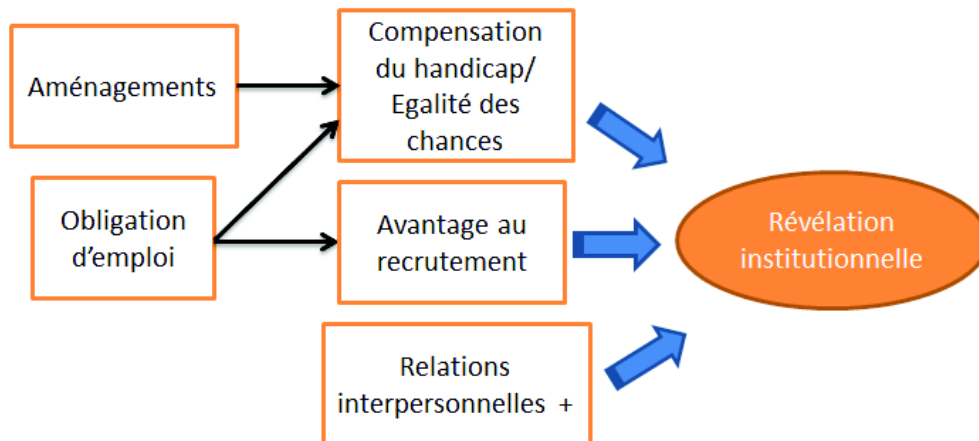 Aménagements
Compensation
du handicap/
Egalité des
chances
Obligation
d’emploi
Avantage au
recrutement
Révélation
institutionnelle
Relations
interpersonnelles +